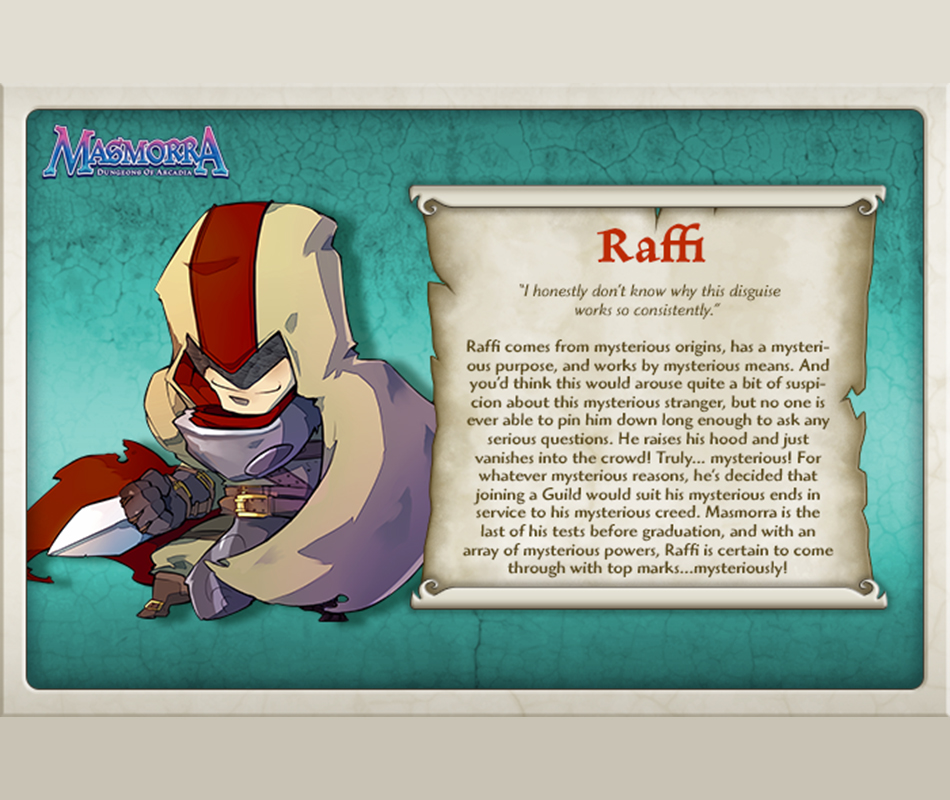 MASMORRA
DUNGEONS OF ARCADIA
Raffi
"I honestly don't know why this disguise
works so consistently."
Raffi comes from mysterious origins, has a mysteri-
ous purpose, and works by mysterious means. And
you'd think this would arouse quite a bit of suspi-
cion about this mysterious stranger, but no one is
ever able to pin him down long enough to ask any
serious questions. He raises his hood and just
vanishes into the crowd! Truly... mysterious! For
whatever mysterious reasons, he's decided that
joining a Guild would suit his mysterious ends in
service to his mysterious creed. Masmorra is the
last of his tests before graduation, and with an
array of mysterious powers, Raffi is certain to come
through with top marks...mysteriously!